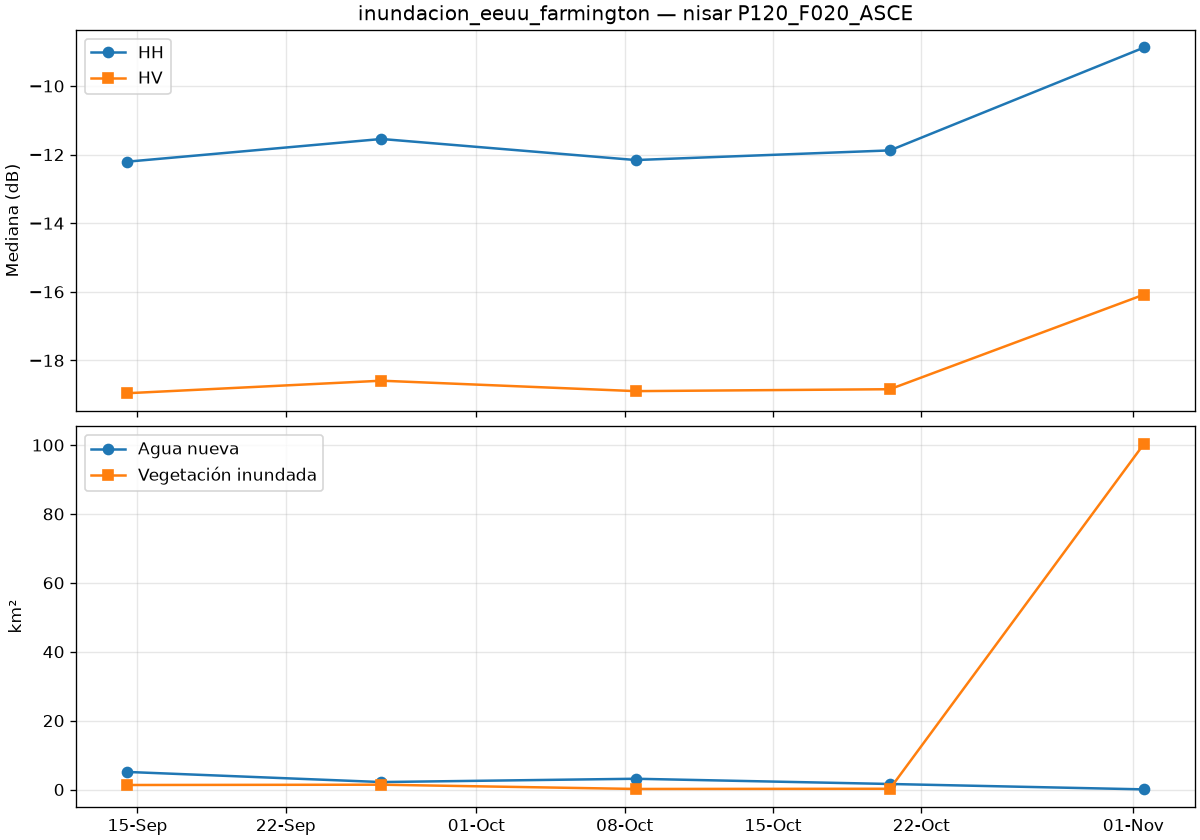 inundacion_eeuu_farmington — nisar P120_F020_ASCE
HH
HV
Mediana (dB)
−10
−12
−14
−16
−18
Agua nueva
Vegetación inundada
km²
100
80
60
40
20
0
15-Sep
22-Sep
01-Oct
08-Oct
15-Oct
22-Oct
01-Nov